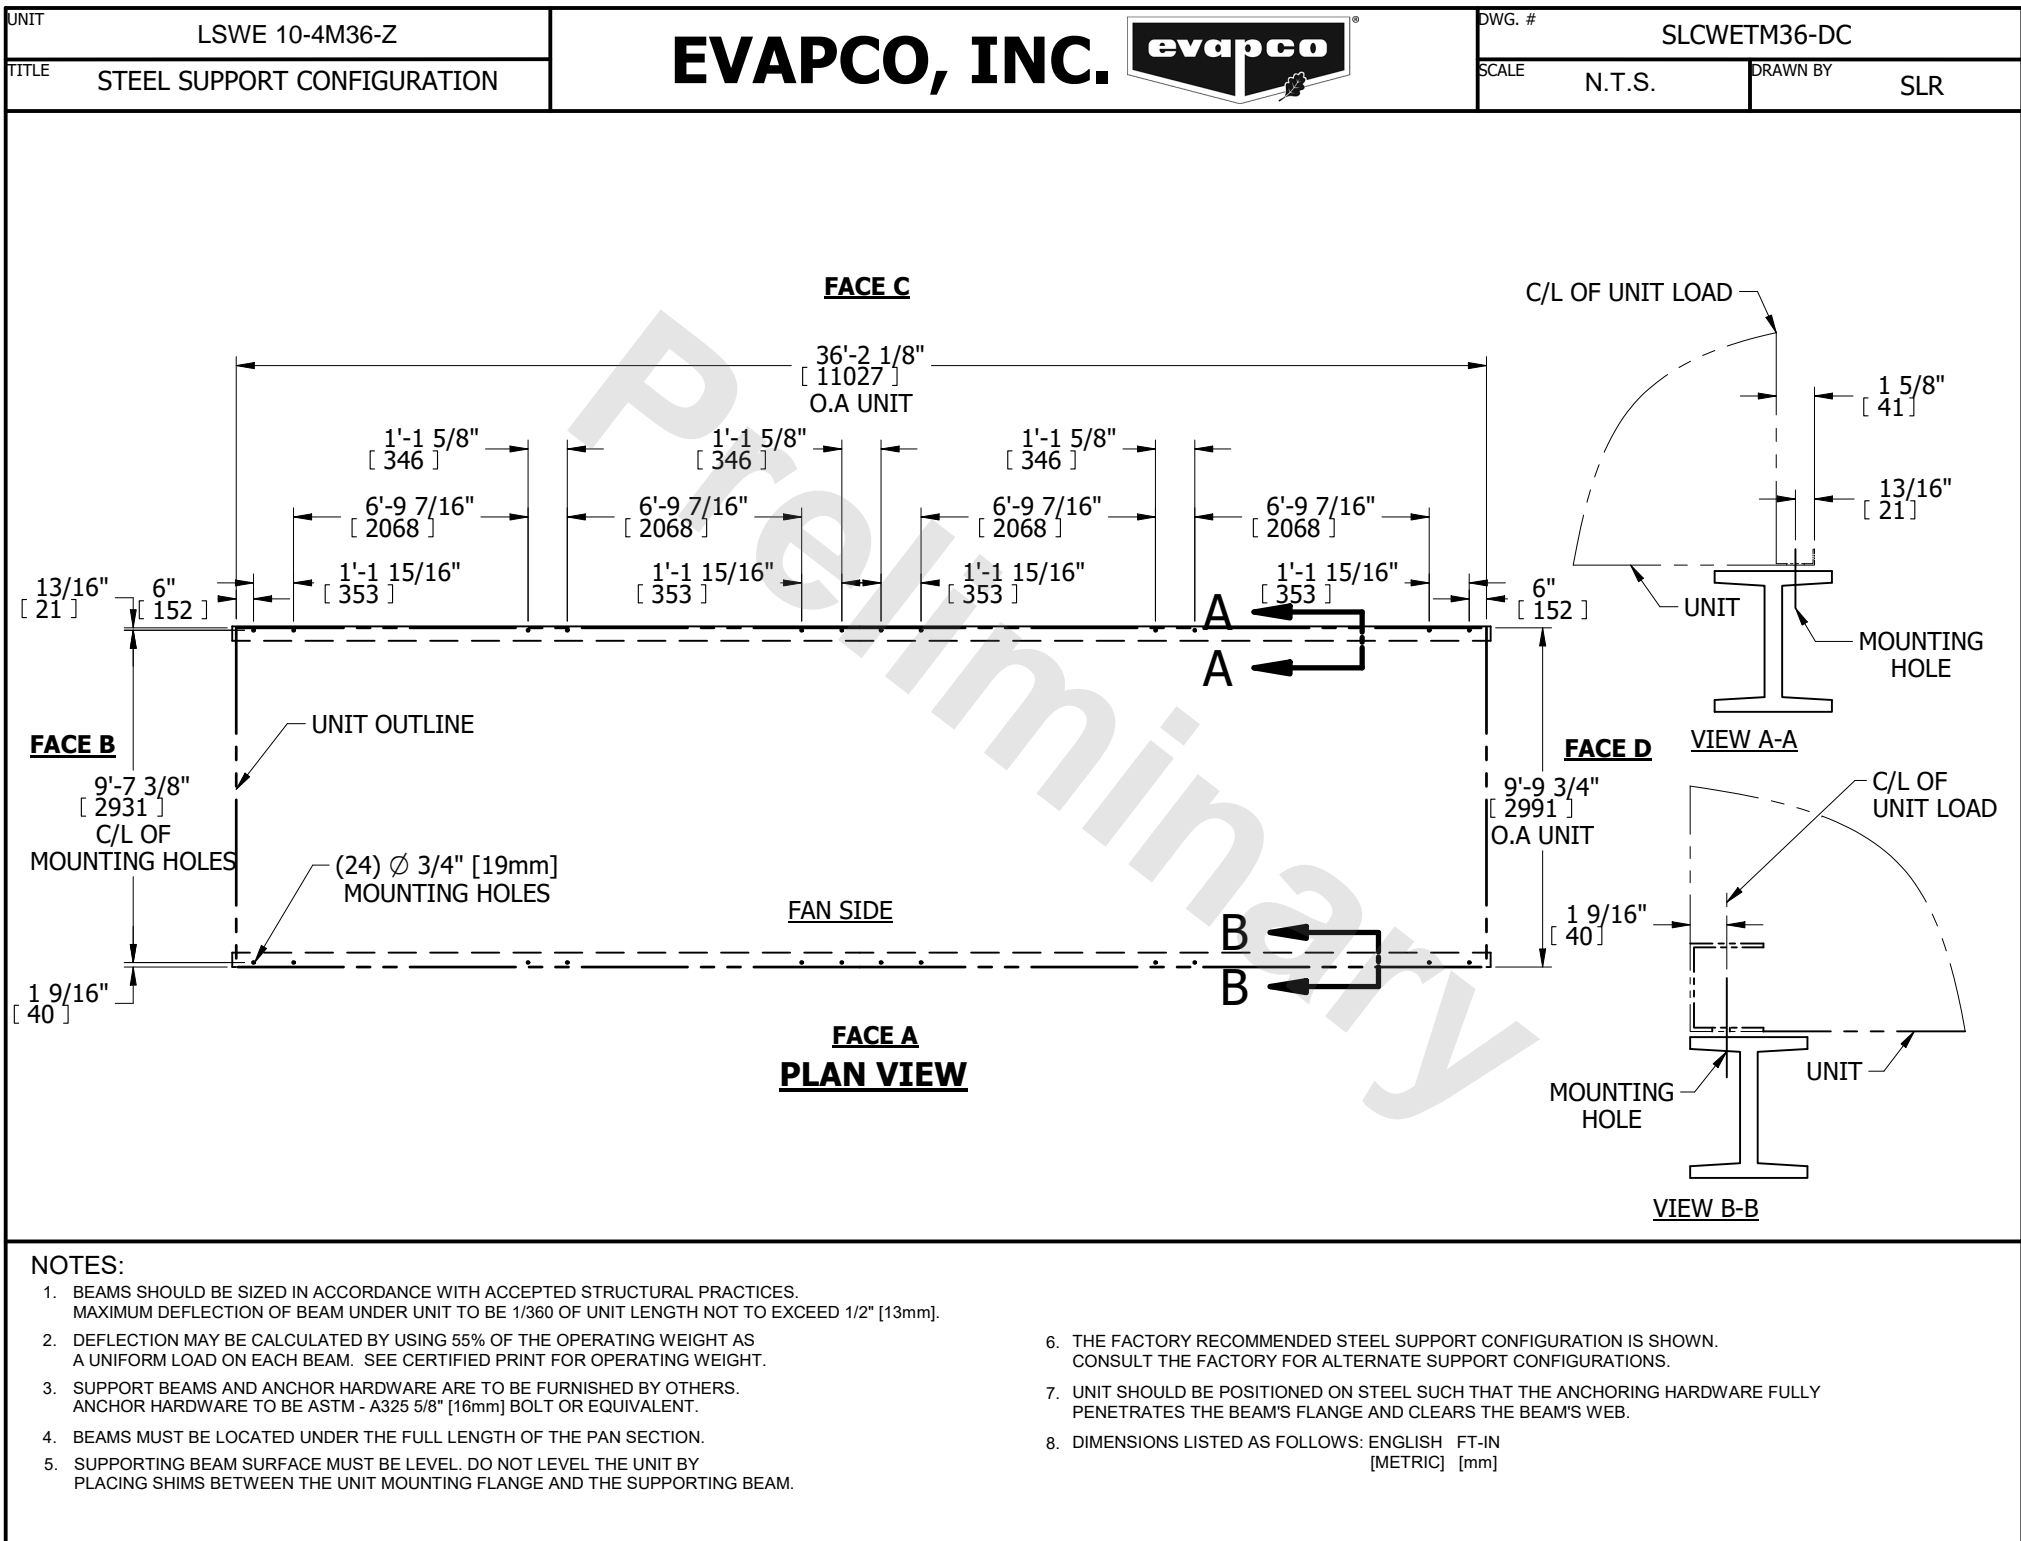 UNIT
LSWE 10-4M36-Z
TITLE
STEEL SUPPORT CONFIGURATION
EVAPCO, INC.
evapco
®
DWG. #
SLCWETM36-DC
SCALE
N.T.S.
DRAWN BY
SLR
FACE C
36'-2 1/8"
[ 11027 ]
O.A UNIT
1'-1 5/8"
[ 346 ]
1'-1 5/8"
[ 346 ]
1'-1 5/8"
[ 346 ]
6'-9 7/16"
[ 2068 ]
6'-9 7/16"
[ 2068 ]
6'-9 7/16"
[ 2068 ]
6'-9 7/16"
[ 2068 ]
13/16"
[ 21 ]
6"
[ 152 ]
1'-1 15/16"
[ 353 ]
1'-1 15/16"
[ 353 ]
1'-1 15/16"
[ 353 ]
1'-1 15/16"
[ 353 ]
6"
[ 152 ]
A
A
UNIT OUTLINE
FACE B
9'-7 3/8"
[ 2931 ]
C/L OF
MOUNTING HOLES
(24) Ø 3/4" [19mm]
MOUNTING HOLES
FAN SIDE
B
B
FACE D
9'-9 3/4"
[ 2991 ]
O.A UNIT
1 9/16"
[ 40 ]
FACE A
PLAN VIEW
C/L OF UNIT LOAD
1 5/8"
[ 41 ]
13/16"
[ 21 ]
UNIT
MOUNTING
HOLE
VIEW A-A
C/L OF
UNIT LOAD
1 9/16"
[ 40 ]
UNIT
MOUNTING
HOLE
VIEW B-B
Preliminary
NOTES:
1. BEAMS SHOULD BE SIZED IN ACCORDANCE WITH ACCEPTED STRUCTURAL PRACTICES.
MAXIMUM DEFLECTION OF BEAM UNDER UNIT TO BE 1/360 OF UNIT LENGTH NOT TO EXCEED 1/2" [13mm].
2. DEFLECTION MAY BE CALCULATED BY USING 55% OF THE OPERATING WEIGHT AS
A UNIFORM LOAD ON EACH BEAM. SEE CERTIFIED PRINT FOR OPERATING WEIGHT.
3. SUPPORT BEAMS AND ANCHOR HARDWARE ARE TO BE FURNISHED BY OTHERS.
ANCHOR HARDWARE TO BE ASTM - A325 5/8" [16mm] BOLT OR EQUIVALENT.
4. BEAMS MUST BE LOCATED UNDER THE FULL LENGTH OF THE PAN SECTION.
5. SUPPORTING BEAM SURFACE MUST BE LEVEL. DO NOT LEVEL THE UNIT BY
PLACING SHIMS BETWEEN THE UNIT MOUNTING FLANGE AND THE SUPPORTING BEAM.
6. THE FACTORY RECOMMENDED STEEL SUPPORT CONFIGURATION IS SHOWN.
CONSULT THE FACTORY FOR ALTERNATE SUPPORT CONFIGURATIONS.
7. UNIT SHOULD BE POSITIONED ON STEEL SUCH THAT THE ANCHORING HARDWARE FULLY
PENETRATES THE BEAM'S FLANGE AND CLEARS THE BEAM'S WEB.
8. DIMENSIONS LISTED AS FOLLOWS: ENGLISH FT-IN
[METRIC] [mm]